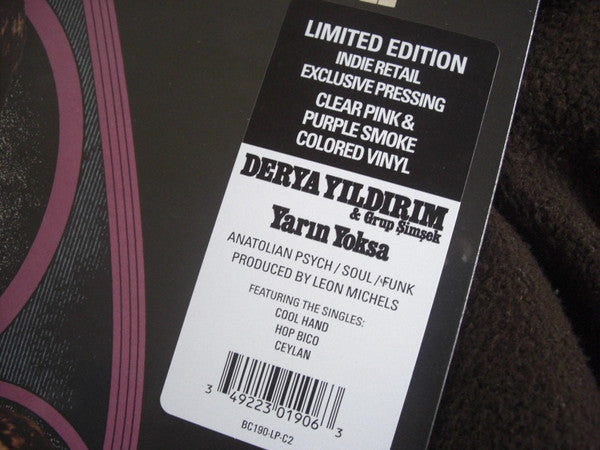 LIMITED EDITION
INDIE RETAIL
EXCLUSIVE PRESSING
CLEAR PINK &
PURPLE SMOKE
COLORED VINYL
DERYA YILDIRIM
& Grup Şimşek
Yarın Yoksa
ANATOLIAN PSYCH / SOUL / FUNK
PRODUCED BY LEON MICHELS
FEATURING THE SINGLES:
COOL HAND
HOP BICO
CEYLAN
3 49223 01906 3
BC190-LP-C2